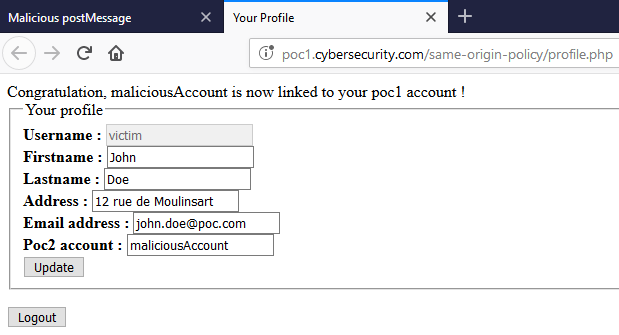 Malicious postMessage
Your Profile
poc1.cybersecurity.com/same-origin-policy/profile.php
Congratulation, maliciousAccount is now linked to your poc1 account !
Your profile
Username : victim
Firstname : John
Lastname : Doe
Address : 12 rue de Moulinsart
Email address : john.doe@poc.com
Poc2 account : maliciousAccount
Update
Logout